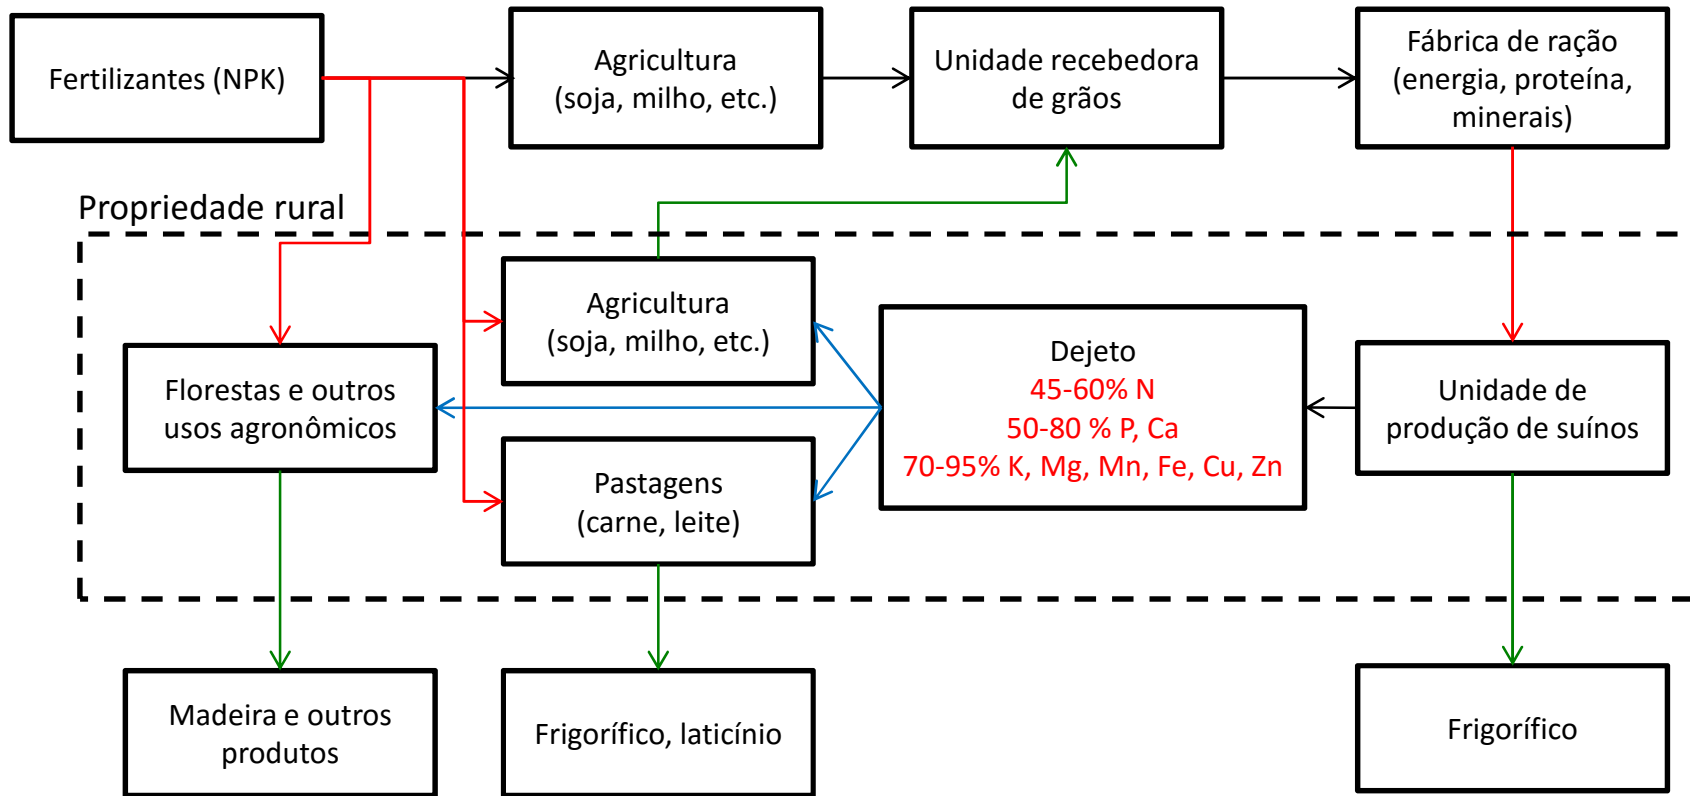 Fertilizantes (NPK)
Agricultura
(soja, milho, etc.)
Unidade recebedora
de grãos
Fábrica de ração
(energia, proteína,
minerais)
Propriedade rural
Agricultura
(soja, milho, etc.)
Florestas e outros
usos agronômicos
Pastagens
(carne, leite)
Dejeto
45-60% N
50-80 % P, Ca
70-95% K, Mg, Mn, Fe, Cu, Zn
Unidade de
produção de suínos
Madeira e outros
produtos
Frigorífico, laticínio
Frigorífico